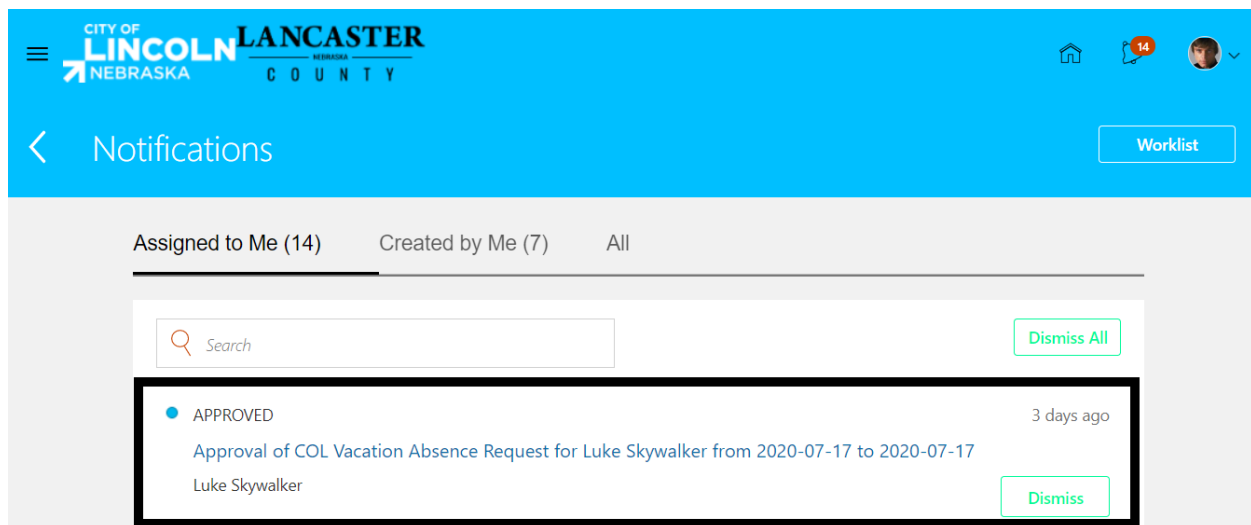 CITY OF
LINCOLN
NEBRASKA
LANCASTER
NEBRASKA
COUNTY
14
Notifications
Worklist
Assigned to Me (14)
Created by Me (7)
All
Search
Dismiss All
APPROVED
3 days ago
Approval of COL Vacation Absence Request for Luke Skywalker from 2020-07-17 to 2020-07-17
Luke Skywalker
Dismiss